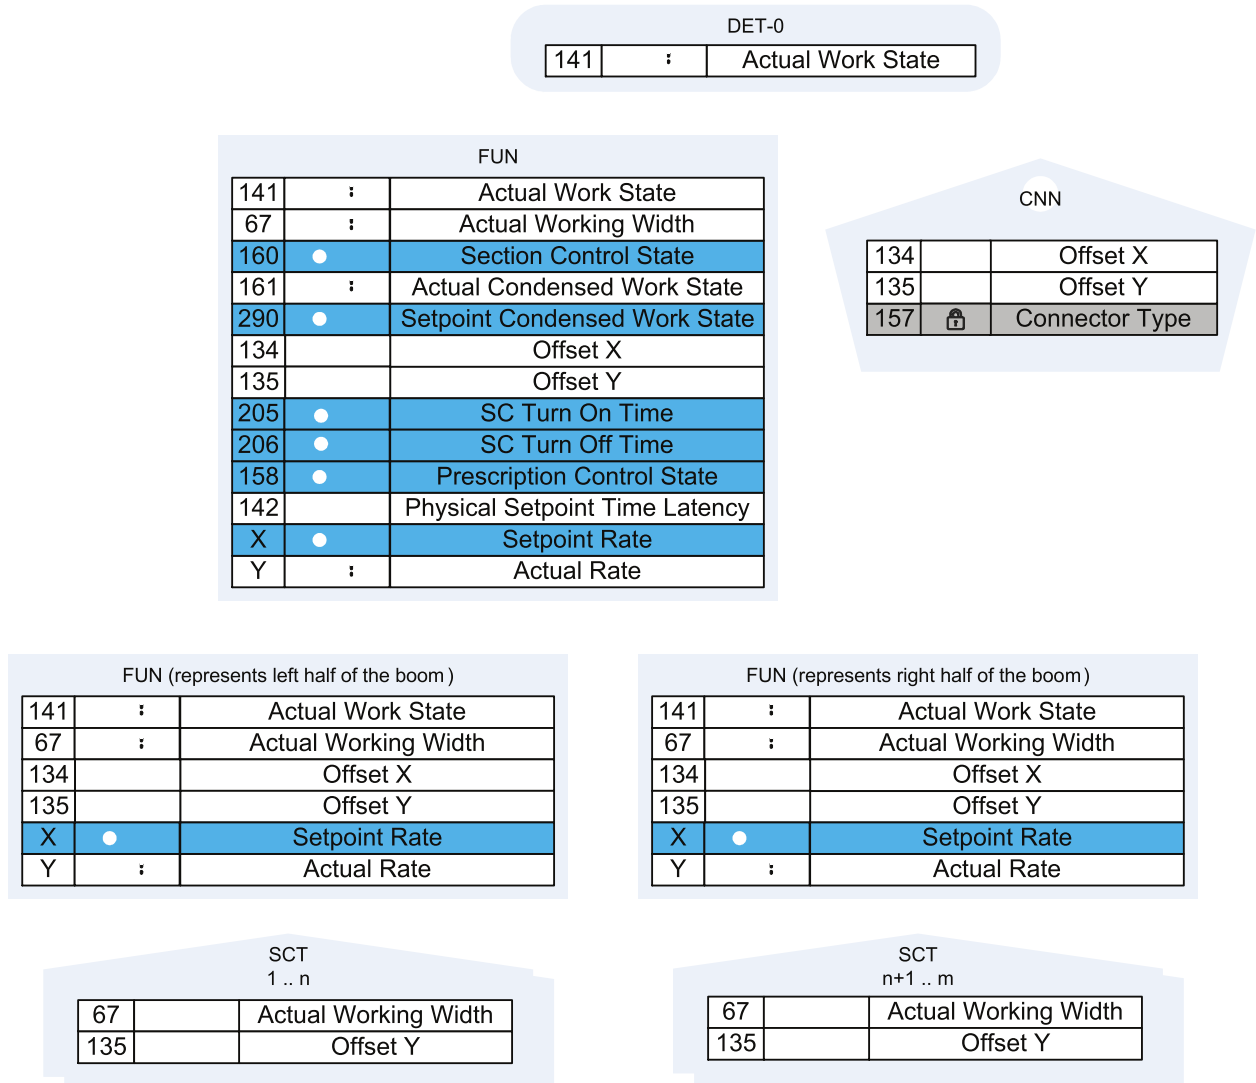 DET-0
141 : Actual Work State
FUN
141 : Actual Work State
67 : Actual Working Width
160 Section Control State
161 : Actual Condensed Work State
290 Setpoint Condensed Work State
134 Offset X
135 Offset Y
205 SC Turn On Time
206 SC Turn Off Time
158 Prescription Control State
142 Physical Setpoint Time Latency
X Setpoint Rate
Y : Actual Rate
CNN
134 Offset X
135 Offset Y
157 Connector Type
FUN (represents left half of the boom)
141 : Actual Work State
67 : Actual Working Width
134 Offset X
135 Offset Y
X Setpoint Rate
Y : Actual Rate
FUN (represents right half of the boom)
141 : Actual Work State
67 : Actual Working Width
134 Offset X
135 Offset Y
X Setpoint Rate
Y : Actual Rate
SCT
1 .. n
67 Actual Working Width
135 Offset Y
SCT
n+1 .. m
67 Actual Working Width
135 Offset Y